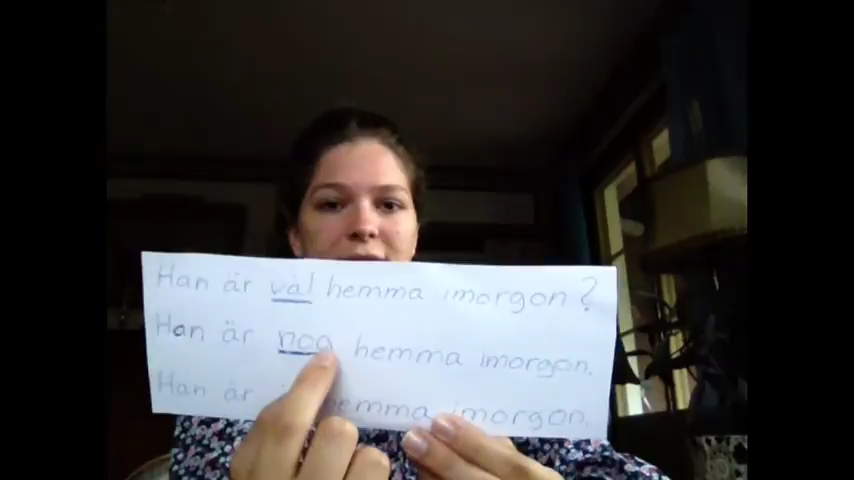 Han är väl hemma imorgon?
Han är nog hemma imorgon.
Han är hemma imorgon.